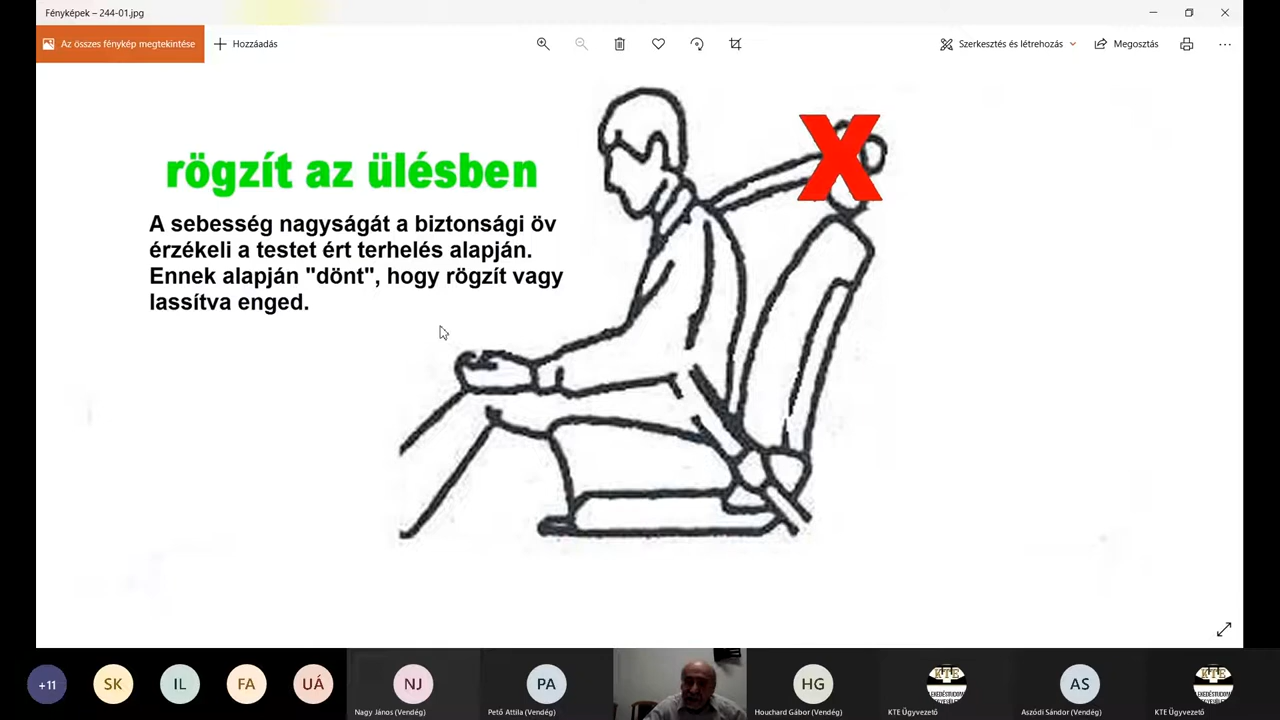 Fényképek – 244-01.jpg
Az összes fénykép megtekintése
Hozzáadás
Szerkesztés és létrehozás
Megosztás
rögzít az ülésben
A sebesség nagyságát a biztonsági öv
érzékeli a testet ért terhelés alapján.
Ennek alapján "dönt", hogy rögzít vagy
lassítva enged.
X
+11
SK
IL
FA
UÁ
NJ
PA
HG
KTE
AS
KTE
Nagy János (Vendég)
Pető Attila (Vendég)
Houchard Gábor (Vendég)
KTE Ügyvezető
Aszódi Sándor (Vendég)
KTE Ügyvezető